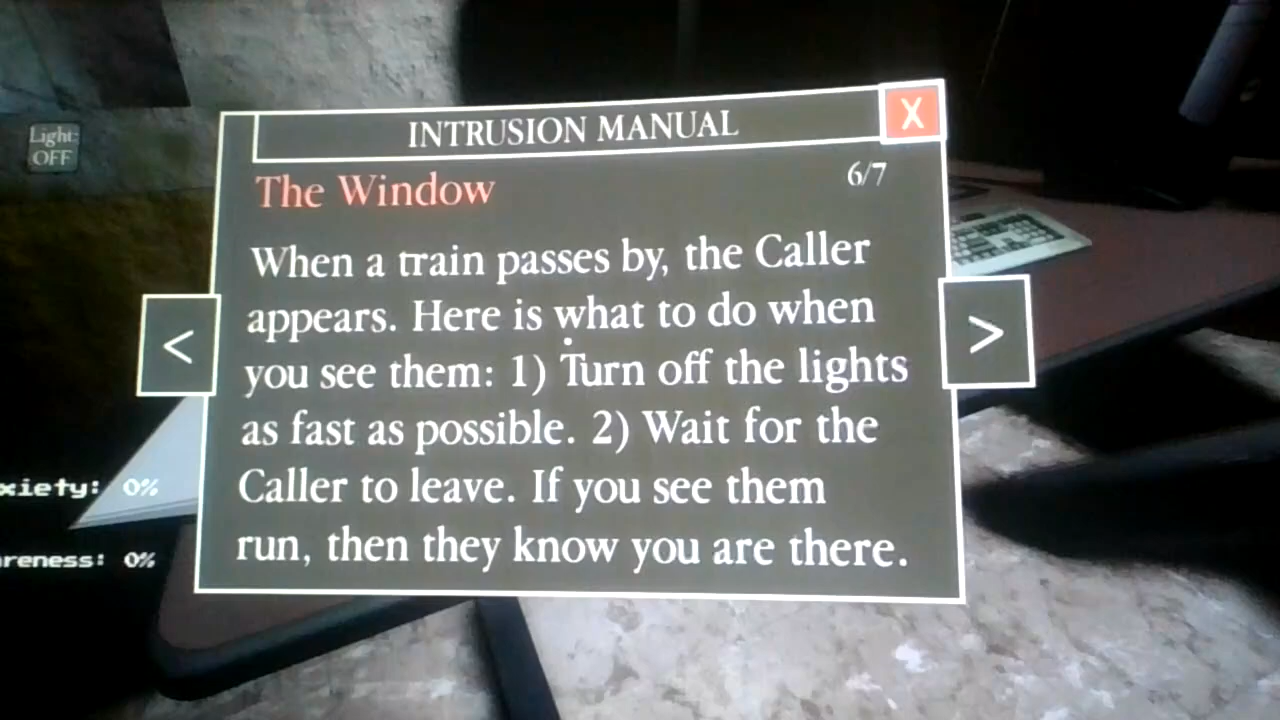 Light:
OFF
INTRUSION MANUAL
X
The Window
6/7
When a train passes by, the Caller
appears. Here is what to do when
you see them: 1) Turn off the lights
as fast as possible. 2) Wait for the
Caller to leave. If you see them
run, then they know you are there.
<
>
xiety: 0%
reness: 0%